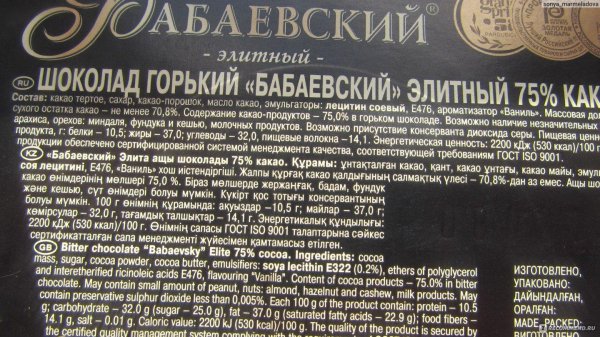 sonya_marmeladova
БАБАЕВСКИЙ
- элитный -
RU ШОКОЛАД ГОРЬКИЙ «БАБАЕВСКИЙ» ЭЛИТНЫЙ 75% КАК
Состав: какао тертое, сахар, какао-порошок, масло какао, эмульгаторы: лецитин соевый, Е476, ароматизатор «Ваниль». Массовая дол
сухого остатка какао – не менее 70,8%. Содержание какао-продуктов – 75,0% в горьком шоколаде. Возможно наличие незначительных
арахиса, орехов: миндаля, фундука и кешью, молочных продуктов. Возможно присутствие консерванта диоксида серы. Пищевая ценн
продукта, г: белки – 10,5; жиры - 37,0; углеводы – 32,0, пищевые волокна –14,1. Энергетическая ценность: 2200 кДж (530 ккал)/100 г
продукции обеспечено сертифицированной системой менеджмента качества, соответствующей требованиям ГОСТ ISO 9001.
KZ «Бабаевский» Элита ащы шоколады 75% какао. Құрамы: ұнтақталған какао, қант, какао ұнтағы, какао майы, эмульг
соя лецитині, Е476, «Ваниль» хош иістендіргіші. Жалпы құрғақ какао қалдығының салмақтық үлесі – 70,8%-дан аз емес. Ащы шок
өнімдерінің мөлшері 75,0 %. Біраз мөлшерде жержаңғақ, бадам, фундук
және кешью, сүт өнімдері болуы мүмкін. Күкірт қос тотығы консервантының
болуы мүмкін. 100 г өнімнің құрамында: ақуыздар –10,5 г; майлар – 37,0 г;
көмірсулар – 32,0 г, тағамдық талшықтар – 14,1 г. Энергетикалық құндылығы:
2200 кДж (530 ккал)/100 г. Өнімнің сапасы ГОСТ ISO 9001 талаптарына сәйкес
сертификатталған сапа менеджменті жүйесімен қамтамасыз етілген.
GB Bitter chocolate "Babaevsky" Elite 75% cocoa. Ingredients: cocoa
mass, sugar, cocoa powder, cocoa butter, emulsifiers: soya lecithin E322 (0.2%), ethers of polyglycerol
and interetherified ricinoleic acids E476, flavouring "Vanilla". Content of cocoa products – 75.0% in bitter
chocolate. May contain small amount of peanut, nuts: almond, hazelnut and cashew, milk products. May
contain preservative sulphur dioxide less than 0,005%. Each 100 g of the product contain: protein – 10.5
g; carbohydrate – 32.0 g (sugar – 25.0 g), fat – 37.0 g (saturated fatty acids – 22.9 g); food fibers –
14.1 g, salt – 0.01 g. Caloric value: 2200 kJ (530 kcal)/100 g. The quality of the product is secured by
the certified quality management system complying with the
ИЗГОТОВЛЕНО,
УПАКОВАНО:
ДАЙЫНДАЛҒАН,
ОРАЛҒАН:
MADE, PACKED:
IRECOMMEND.RU